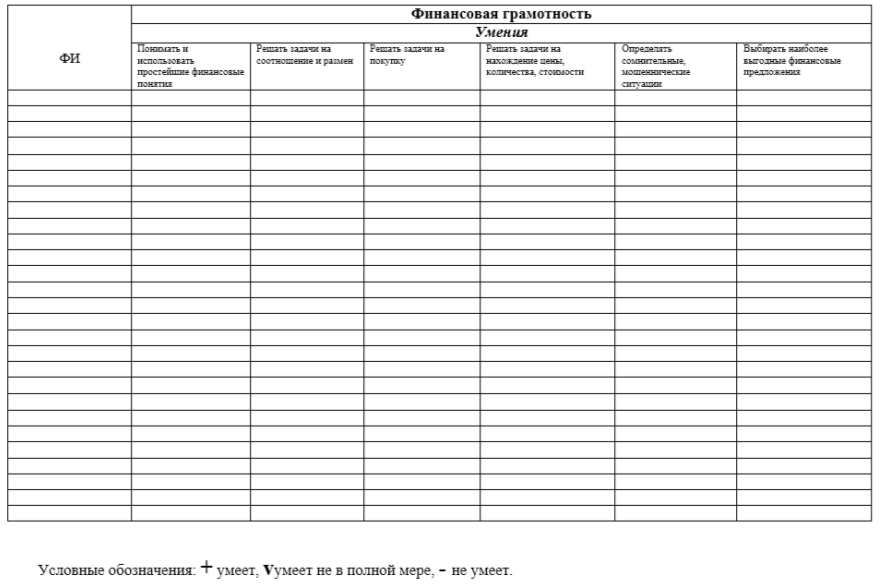 Финансовая грамотность
Умения
ФИ
Понимать и
использовать
простейшие финансовые
понятия
Решать задачи на
соотношение и размен
Решать задачи на
покупку
Решать задачи на
нахождение цены,
количества, стоимости
Определять
сомнительные,
мошеннические
ситуации
Выбирать наиболее
выгодные финансовые
предложения
Условные обозначения: + умеет, vумеет не в полной мере, - не умеет.